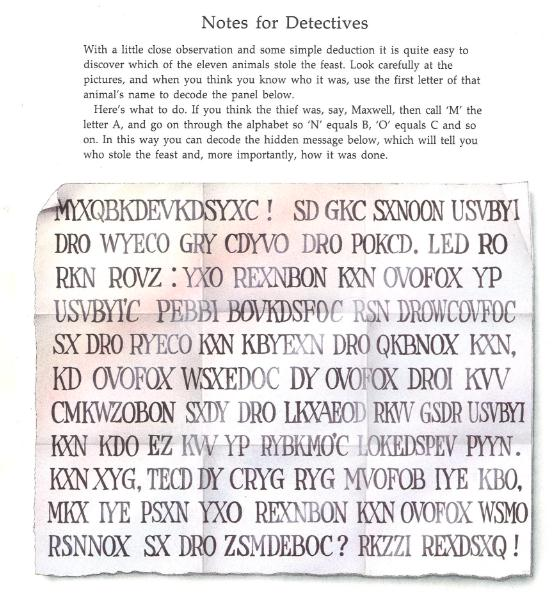 Notes for Detectives
With a little close observation and some simple deduction it is quite easy to
discover which of the eleven animals stole the feast. Look carefully at the
pictures, and when you think you know who it was, use the first letter of that
animal's name to decode the panel below.
Here's what to do. If you think the thief was, say, Maxwell, then call 'M' the
letter A, and go on through the alphabet so 'N' equals B, 'O' equals C and so
on. In this way you can decode the hidden message below, which will tell you
who stole the feast and, more importantly, how it was done.
MYXQBKDEVKDSYXC ! SD GKC SXNOON USVBYI
DRO WYECO GRY CDYVO DRO POKCD. LED RO
RKN ROVZ : YXO REXNBON KXN OVOFOX YP
USVBYI'C PEBBI BOVKDSFOC RSN DROWCOVFOC
SX DRO RYECO KXN KBYEXN DRO QKBNOX KXN,
KD OVOFOX WSXEDOC DY OVOFOX DROI KVV
CMKWZOBON SXDY DRO LKXAEOD RKVV GSDR USVBYI
KXN KDO EZ KVV YP RYBKMO'C LOKEDSPEV PYYN.
KXN XYG, TECD DY CRYG RYG MVOFOB IYE KBO,
MKX IYE PSXN YXO REXNBON KXN OVOFOX WSMO
RSNNOX SX DRO ZSMDEBOC ? RKZZI REXDSXQ !